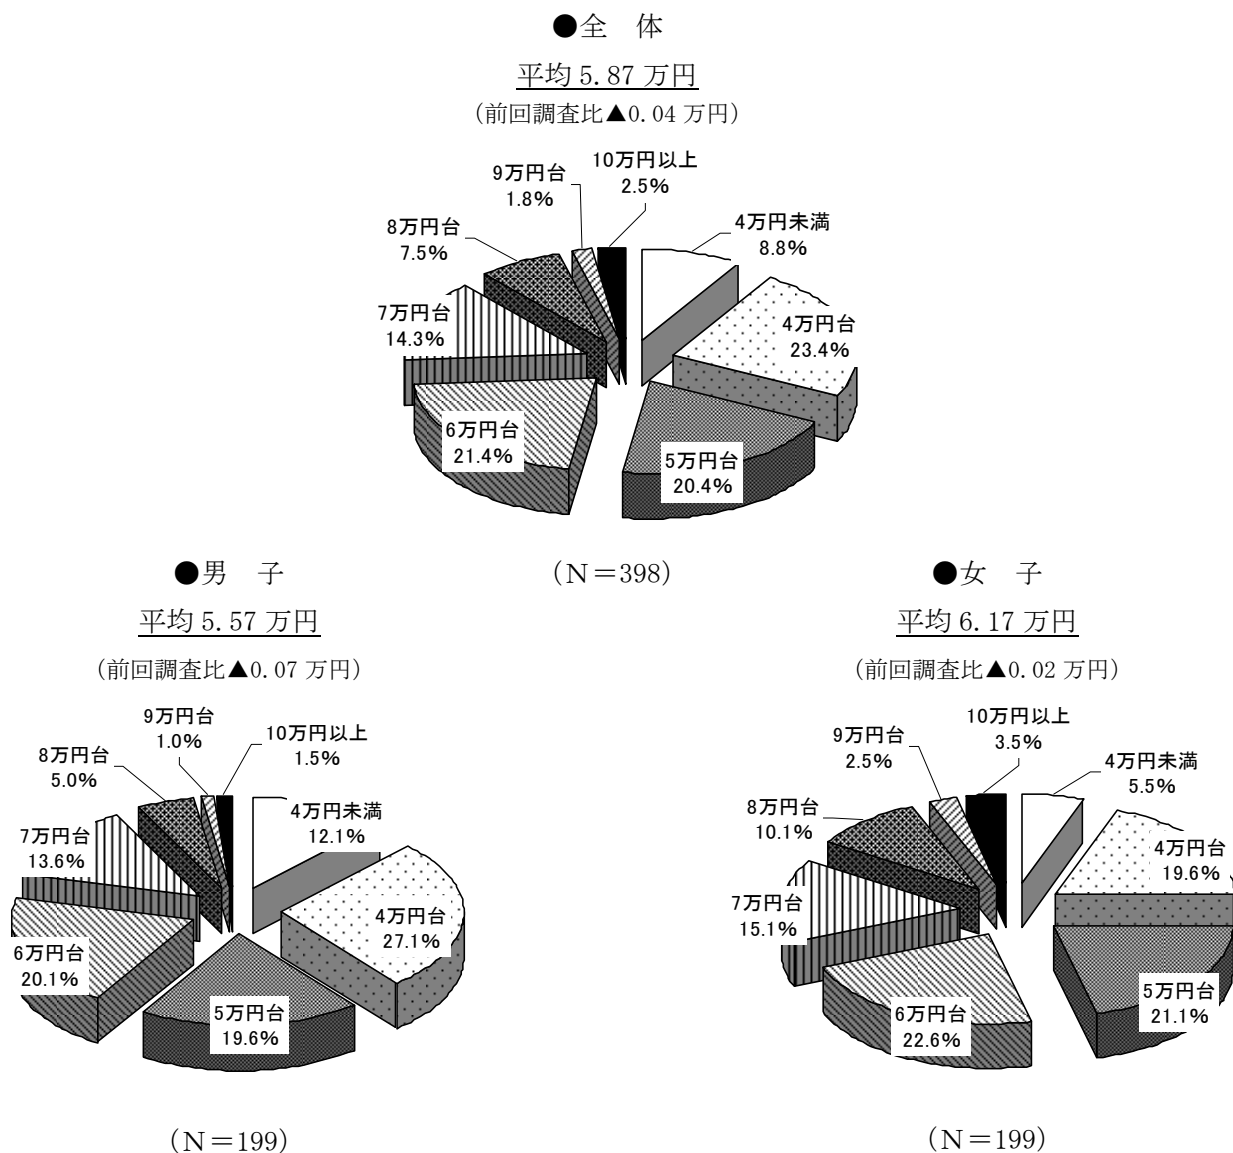 ●全　体
平均 5.87 万円
（前回調査比▲0.04 万円）
10万円以上
2.5%
9万円台
1.8%
8万円台
7.5%
4万円未満
8.8%
7万円台
14.3%
4万円台
23.4%
6万円台
21.4%
5万円台
20.4%
（Ｎ＝398）
●男　子
平均 5.57 万円
（前回調査比▲0.07 万円）
9万円台
1.0%
10万円以上
1.5%
8万円台
5.0%
4万円未満
12.1%
7万円台
13.6%
4万円台
27.1%
6万円台
20.1%
5万円台
19.6%
（Ｎ＝199）
●女　子
平均 6.17 万円
（前回調査比▲0.02 万円）
10万円以上
3.5%
9万円台
2.5%
4万円未満
5.5%
8万円台
10.1%
4万円台
19.6%
7万円台
15.1%
5万円台
21.1%
6万円台
22.6%
（Ｎ＝199）